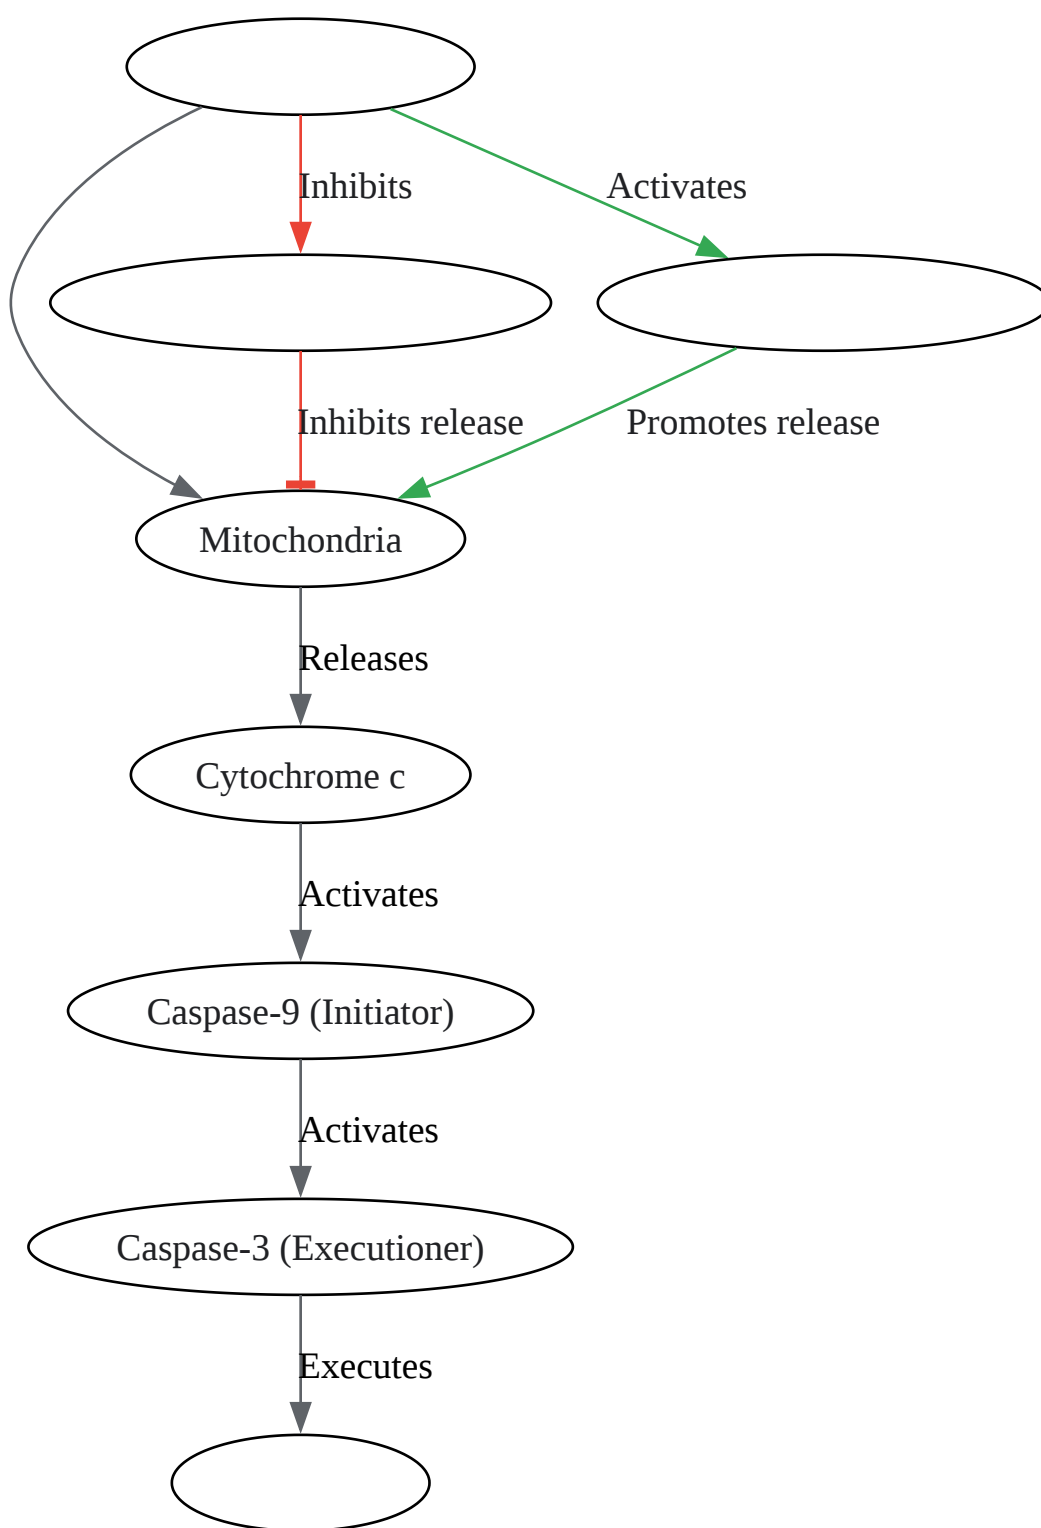 Inhibits
Activates
Inhibits release
Promotes release
Mitochondria
Releases
Cytochrome c
Activates
Caspase-9 (Initiator)
Activates
Caspase-3 (Executioner)
Executes